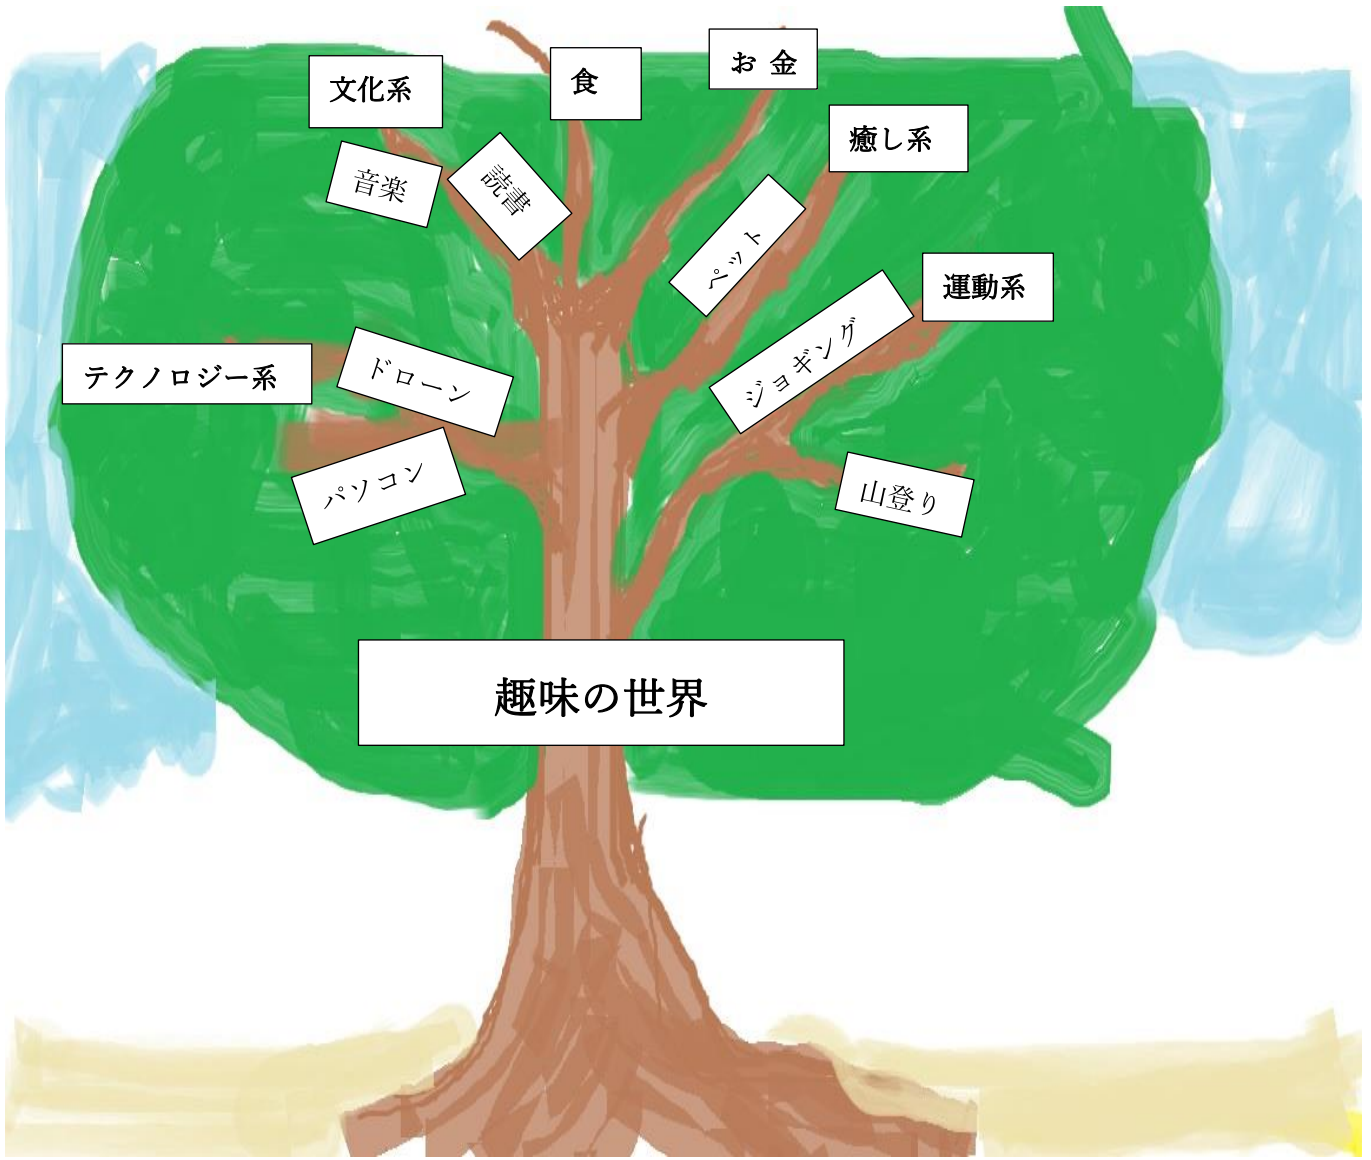 文化系
食
お 金
癒し系
音楽
読書
ペット
運動系
テクノロジー系
ドローン
ジョギング
パソコン
山登り
趣味の世界